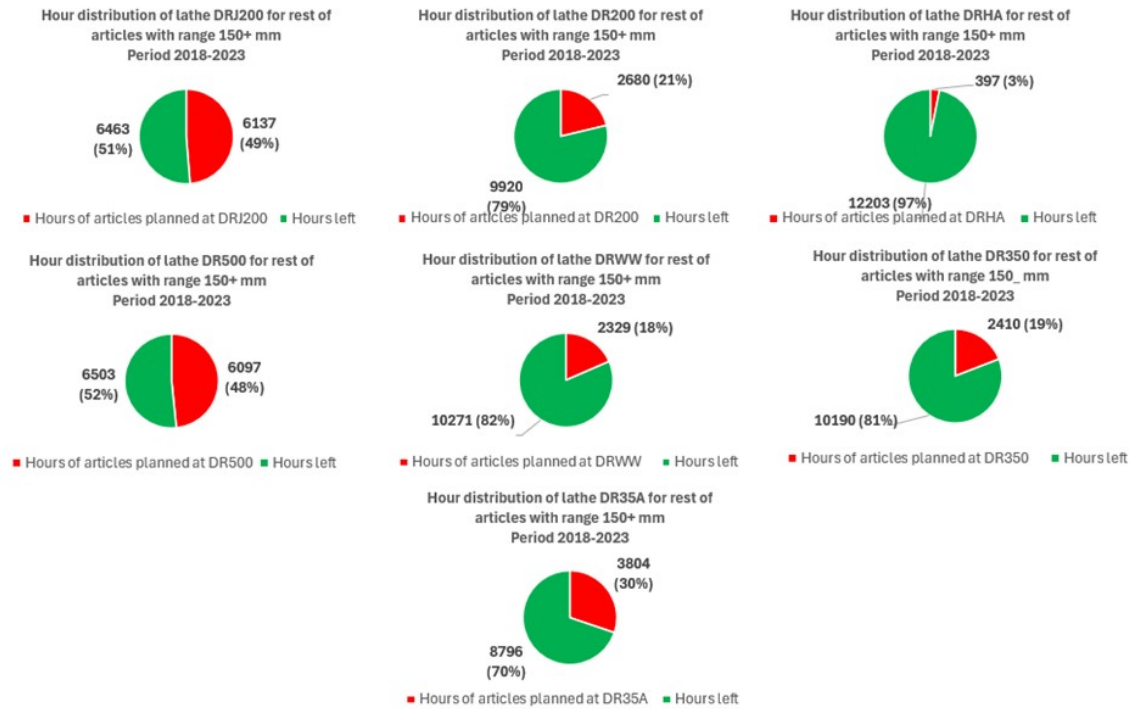 Hour distribution of lathe DRJ200 for rest of
articles with range 150+ mm
Period 2018-2023
6463
(51%)
6137
(49%)
Hours of articles planned at DRJ200
Hours left
Hour distribution of lathe DR200 for rest of
articles with range 150+ mm
Period 2018-2023
2680 (21%)
9920
(79%)
Hours of articles planned at DR200
Hours left
Hour distribution of lathe DRHA for rest of
articles with range 150+ mm
Period 2018-2023
397 (3%)
12203 (97%)
Hours of articles planned at DRHA
Hours left
Hour distribution of lathe DR500 for rest of
articles with range 150+ mm
Period 2018-2023
6503
(52%)
6097
(48%)
Hours of articles planned at DR500
Hours left
Hour distribution of lathe DRWW for rest of
articles with range 150+ mm
Period 2018-2023
2329 (18%)
10271 (82%)
Hours of articles planned at DRWW
Hours left
Hour distribution of lathe DR350 for rest of
articles with range 150_ mm
Period 2018-2023
2410 (19%)
10190 (81%)
Hours of articles planned at DR350
Hours left
Hour distribution of lathe DR35A for rest of
articles with range 150+ mm
Period 2018-2023
3804
(30%)
8796
(70%)
Hours of articles planned at DR35A
Hours left